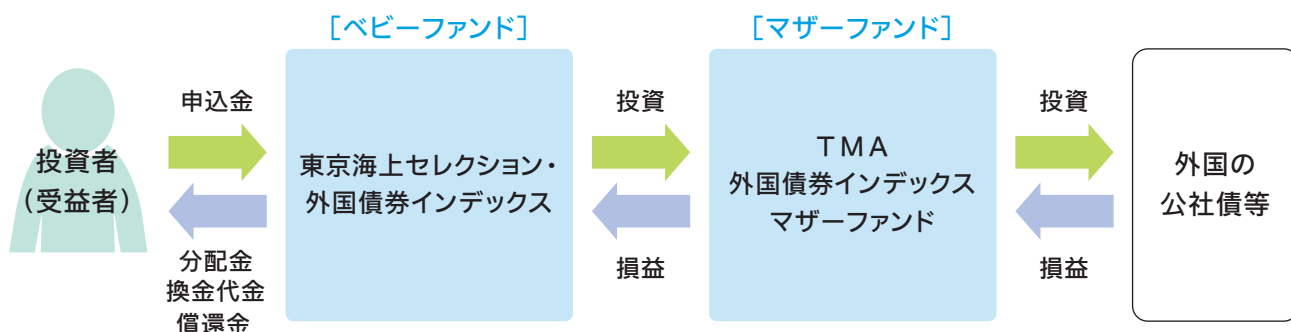 [ベビーファンド]
[マザーファンド]
投資者
(受益者)
申込金
分配金
換金代金
償還金
東京海上セレクション・
外国債券インデックス
投資
損益
ＴＭＡ
外国債券インデックス
マザーファンド
投資
損益
外国の
公社債等